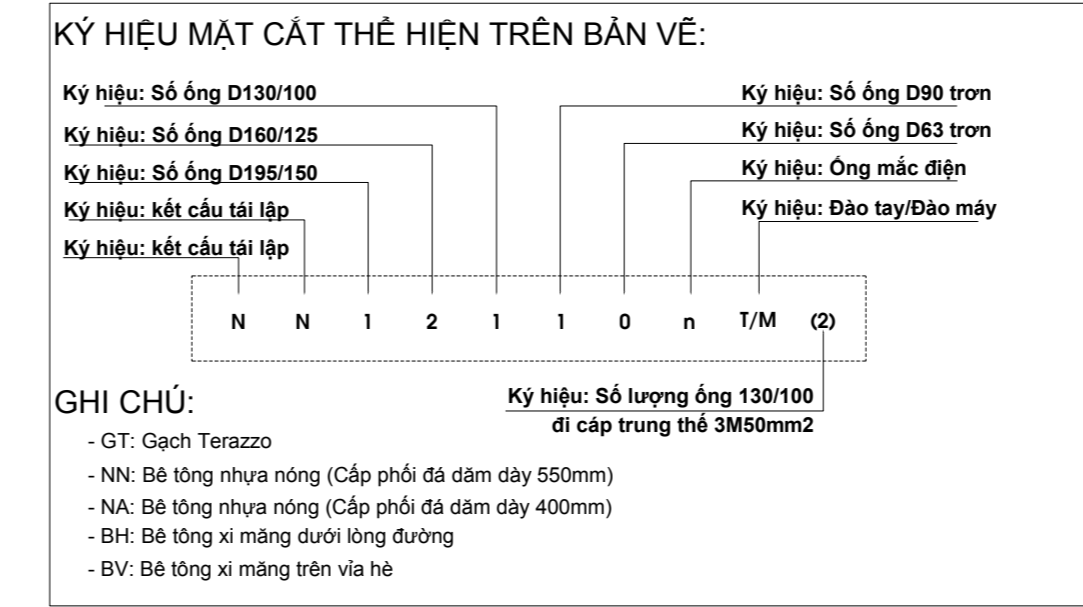 KÝ HIỆU MẶT CẮT THỂ HIỆN TRÊN BẢN VẼ:
Ký hiệu: Số ống D130/100
Ký hiệu: Số ống D160/125
Ký hiệu: Số ống D195/150
Ký hiệu: kết cấu tái lập
Ký hiệu: kết cấu tái lập
Ký hiệu: Số ống D90 trơn
Ký hiệu: Số ống D63 trơn
Ký hiệu: Ống mắc điện
Ký hiệu: Đào tay/Đào máy
N N 1 2 1 1 0 n T/M (2)
Ký hiệu: Số lượng ống 130/100
đi cáp trung thế 3M50mm2
GHI CHÚ:
- GT: Gạch Terazzo
- NN: Bê tông nhựa nóng (Cấp phối đá dăm dày 550mm)
- NA: Bê tông nhựa nóng (Cấp phối đá dăm dày 400mm)
- BH: Bê tông xi măng dưới lòng đường
- BV: Bê tông xi măng trên vỉa hè